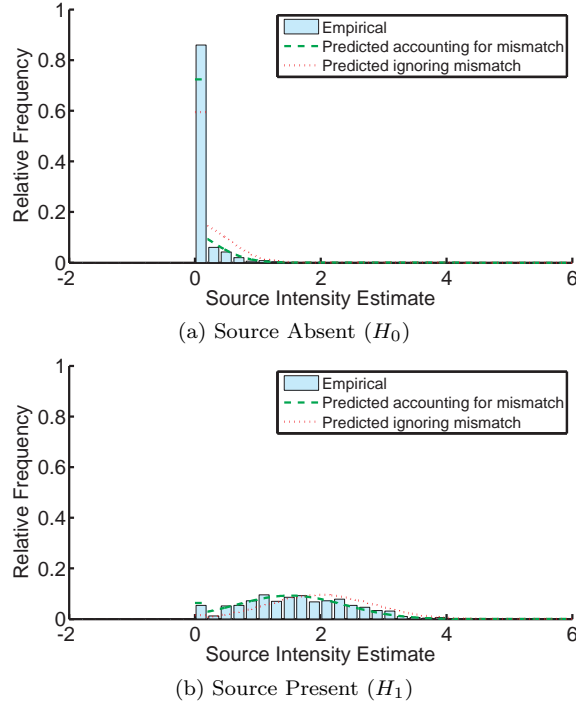 1
0.8
0.6
0.4
0.2
0
-2
0
2
4
6
Relative Frequency
Source Intensity Estimate
Empirical
Predicted accounting for mismatch
Predicted ignoring mismatch
(a) Source Absent (H₀)
1
0.8
0.6
0.4
0.2
0
-2
0
2
4
6
Relative Frequency
Source Intensity Estimate
Empirical
Predicted accounting for mismatch
Predicted ignoring mismatch
(b) Source Present (H₁)